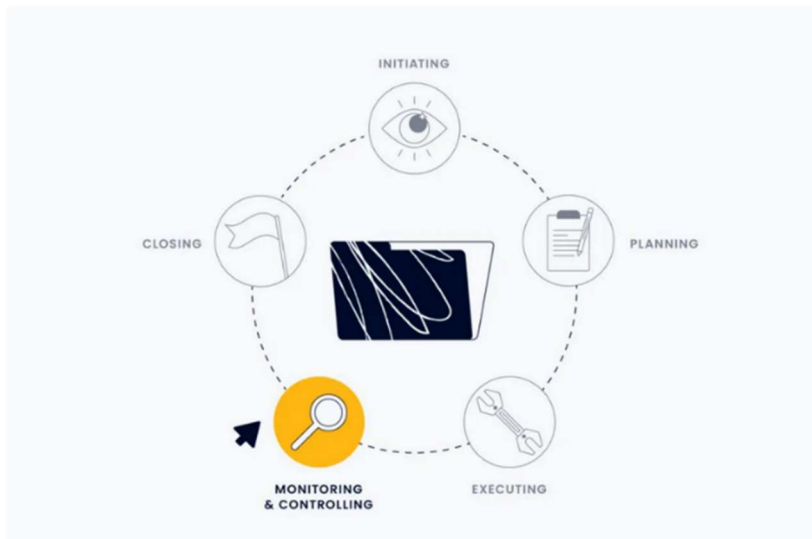 INITIATING
CLOSING
PLANNING
MONITORING
& CONTROLLING
EXECUTING